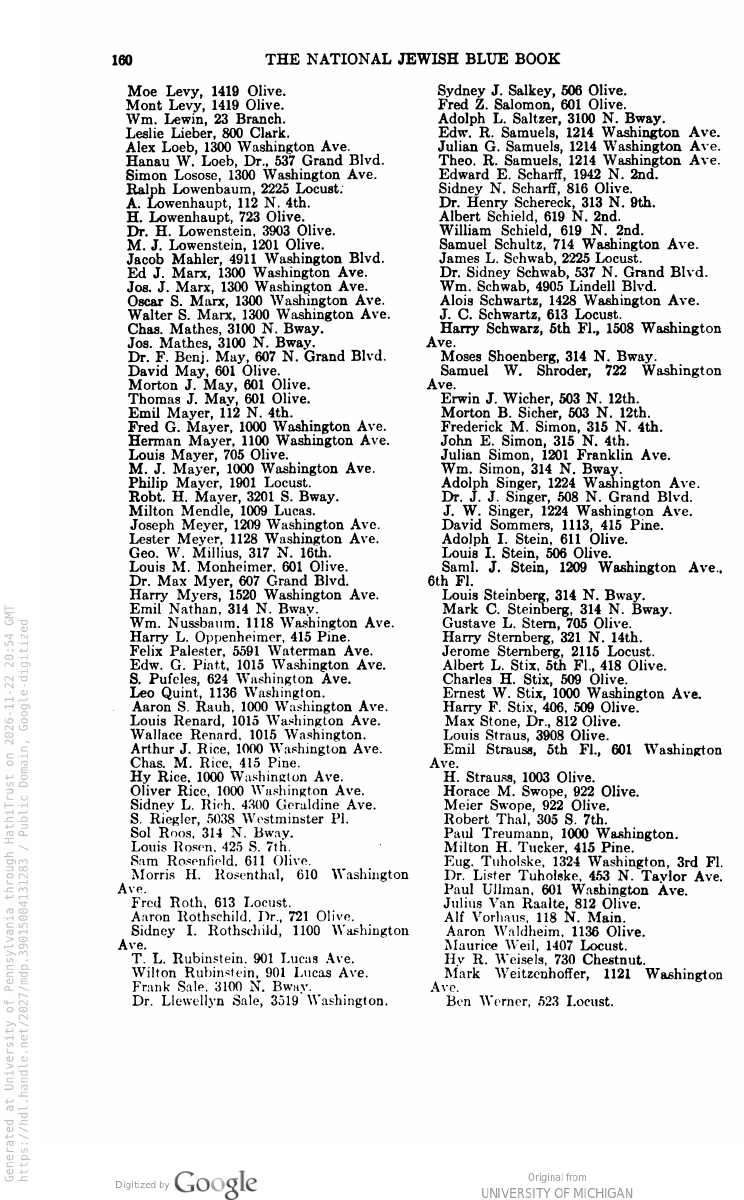 160
THE NATIONAL JEWISH BLUE BOOK
Moe Levy, 1419 Olive.
Mont Levy, 1419 Olive.
Wm. Lewin, 23 Branch.
Leslie Lieber, 800 Clark.
Alex Loeb, 1300 Washington Ave.
Hanau W. Loeb, Dr., 537 Grand Blvd.
Simon Losose, 1300 Washington Ave.
Ralph Lowenbaum, 2225 Locust.
A. Lowenhaupt, 112 N. 4th.
H. Lowenhaupt, 723 Olive.
Dr. H. Lowenstein, 3903 Olive.
M. J. Lowenstein, 1201 Olive.
Jacob Mahler, 4911 Washington Blvd.
Ed J. Marx, 1300 Washington Ave.
Jos. J. Marx, 1300 Washington Ave.
Oscar S. Marx, 1300 Washington Ave.
Walter S. Marx, 1300 Washington Ave.
Chas. Mathes, 3100 N. Bway.
Jos. Mathes, 3100 N. Bway.
Dr. F. Benj. May, 607 N. Grand Blvd.
David May, 601 Olive.
Morton J. May, 601 Olive.
Thomas J. May, 601 Olive.
Emil Mayer, 112 N. 4th.
Fred G. Mayer, 1000 Washington Ave.
Herman Mayer, 1100 Washington Ave.
Louis Mayer, 705 Olive.
M. J. Mayer, 1000 Washington Ave.
Philip Mayer, 1901 Locust.
Robt. H. Mayer, 3201 S. Bway.
Milton Mendle, 1009 Lucas.
Joseph Meyer, 1209 Washington Ave.
Lester Meyer, 1128 Washington Ave.
Geo. W. Millius, 317 N. 16th.
Louis M. Monheimer, 601 Olive.
Dr. Max Myer, 607 Grand Blvd.
Harry Myers, 1520 Washington Ave.
Emil Nathan, 314 N. Bway.
Wm. Nussbaum, 1118 Washington Ave.
Harry L. Oppenheimer, 415 Pine.
Felix Palester, 5591 Waterman Ave.
Edw. G. Piatt, 1015 Washington Ave.
S. Pufeles, 624 Washington Ave.
Leo Quint, 1136 Washington.
Aaron S. Rauh, 1000 Washington Ave.
Louis Renard, 1015 Washington Ave.
Wallace Renard, 1015 Washington.
Arthur J. Rice, 1000 Washington Ave.
Chas. M. Rice, 415 Pine.
Hy Rice, 1000 Washington Ave.
Oliver Rice, 1000 Washington Ave.
Sidney L. Rich, 4300 Geraldine Ave.
S. Riegler, 5038 Westminster Pl.
Sol Roos, 314 N. Bway.
Louis Rosen, 425 S. 7th.
Sam Rosenfield, 611 Olive.
Morris H. Rosenthal, 610 Washington
Ave.
Fred Roth, 613 Locust.
Aaron Rothschild, Dr., 721 Olive.
Sidney I. Rothschild, 1100 Washington
Ave.
T. L. Rubinstein, 901 Lucas Ave.
Wilton Rubinstein, 901 Lucas Ave.
Frank Sale, 3100 N. Bway.
Dr. Llewellyn Sale, 3519 Washington.
Sydney J. Salkey, 506 Olive.
Fred Z. Salomon, 601 Olive.
Adolph L. Saltzer, 3100 N. Bway.
Edw. R. Samuels, 1214 Washington Ave.
Julian G. Samuels, 1214 Washington Ave.
Theo. R. Samuels, 1214 Washington Ave.
Edward E. Scharff, 1942 N. 2nd.
Sidney N. Scharff, 816 Olive.
Dr. Henry Schereck, 313 N. 9th.
Albert Schield, 619 N. 2nd.
William Schield, 619 N. 2nd.
Samuel Schultz, 714 Washington Ave.
James L. Schwab, 2225 Locust.
Dr. Sidney Schwab, 537 N. Grand Blvd.
Wm. Schwab, 4905 Lindell Blvd.
Alois Schwartz, 1428 Washington Ave.
J. C. Schwartz, 613 Locust.
Harry Schwarz, 5th Fl., 1508 Washington
Ave.
Moses Shoenberg, 314 N. Bway.
Samuel W. Shroder, 722 Washington
Ave.
Erwin J. Wicher, 503 N. 12th.
Morton B. Sicher, 503 N. 12th.
Frederick M. Simon, 315 N. 4th.
John E. Simon, 315 N. 4th.
Julian Simon, 1201 Franklin Ave.
Wm. Simon, 314 N. Bway.
Adolph Singer, 1224 Washington Ave.
Dr. J. J. Singer, 508 N. Grand Blvd.
J. W. Singer, 1224 Washington Ave.
David Sommers, 1113, 415 Pine.
Adolph I. Stein, 611 Olive.
Louis I. Stein, 506 Olive.
Saml. J. Stein, 1209 Washington Ave.,
6th Fl.
Louis Steinberg, 314 N. Bway.
Mark C. Steinberg, 314 N. Bway.
Gustave L. Stern, 705 Olive.
Harry Sternberg, 321 N. 14th.
Jerome Sternberg, 2115 Locust.
Albert L. Stix, 5th Fl., 418 Olive.
Charles H. Stix, 509 Olive.
Ernest W. Stix, 1000 Washington Ave.
Harry F. Stix, 406, 509 Olive.
Max Stone, Dr., 812 Olive.
Louis Straus, 3908 Olive.
Emil Strauss, 5th Fl., 601 Washington
Ave.
H. Strauss, 1003 Olive.
Horace M. Swope, 922 Olive.
Meier Swope, 922 Olive.
Robert Thal, 305 S. 7th.
Paul Treumann, 1000 Washington.
Milton H. Tucker, 415 Pine.
Eug. Tuholske, 1324 Washington, 3rd Fl.
Dr. Lister Tuholske, 453 N. Taylor Ave.
Paul Ullman, 601 Washington Ave.
Julius Van Raalte, 812 Olive.
Alf Vorhaus, 118 N. Main.
Aaron Waldheim, 1136 Olive.
Maurice Weil, 1407 Locust.
Hy R. Weisels, 730 Chestnut.
Mark Weitzenhoffer, 1121 Washington
Ave.
Ben Werner, 523 Locust.
Generated at University of Pennsylvania through HathiTrust on 2026-11-22 20:54 GMT
https://hdl.handle.net/2027/mdp.39015004131283 / Public Domain, Google-digitized
Digitized by Google
Original from
UNIVERSITY OF MICHIGAN